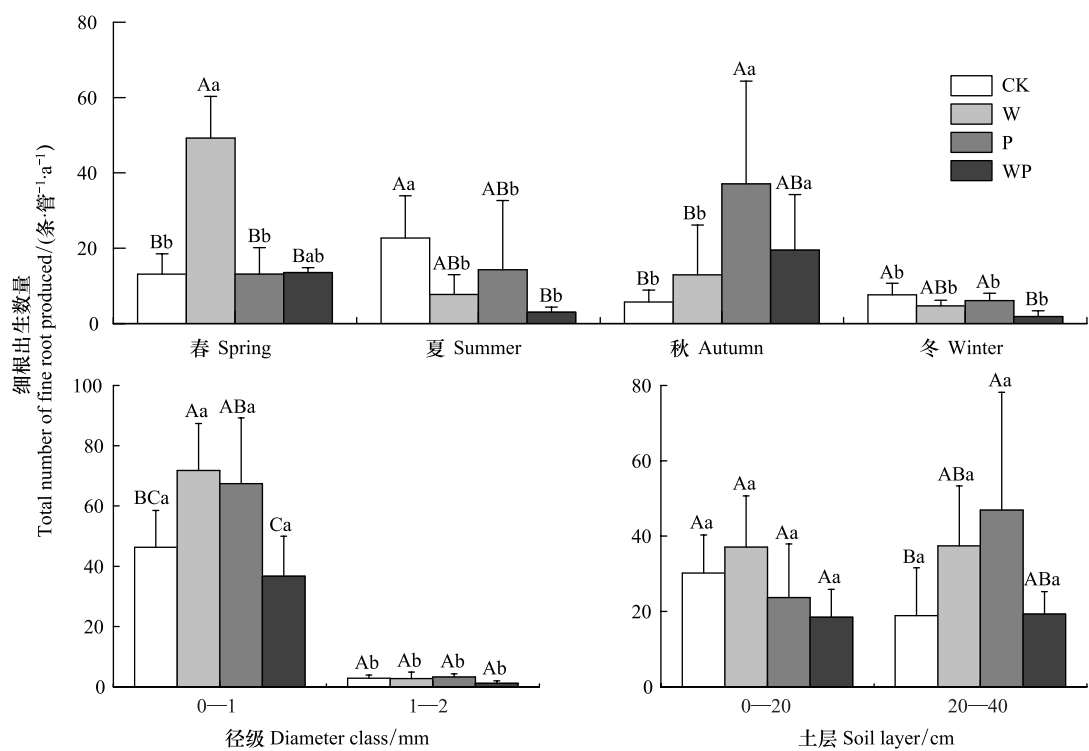 细根出生数量
Total number of fine root produced/(条·管⁻¹·a⁻¹)
80
60
40
20
0
Bb
Aa
Bb
Bab
Aa
ABb
ABb
Bb
Bb
Bb
Aa
ABa
Ab
ABb
Ab
Bb
CK
W
P
WP
春 Spring
夏 Summer
秋 Autumn
冬 Winter
100
80
60
40
20
0
BCa
Aa
ABa
Ca
Ab
Ab
Ab
Ab
0—1
1—2
径级 Diameter class/mm
80
60
40
20
0
Aa
Aa
Aa
Aa
Ba
ABa
Aa
ABa
0—20
20—40
土层 Soil layer/cm